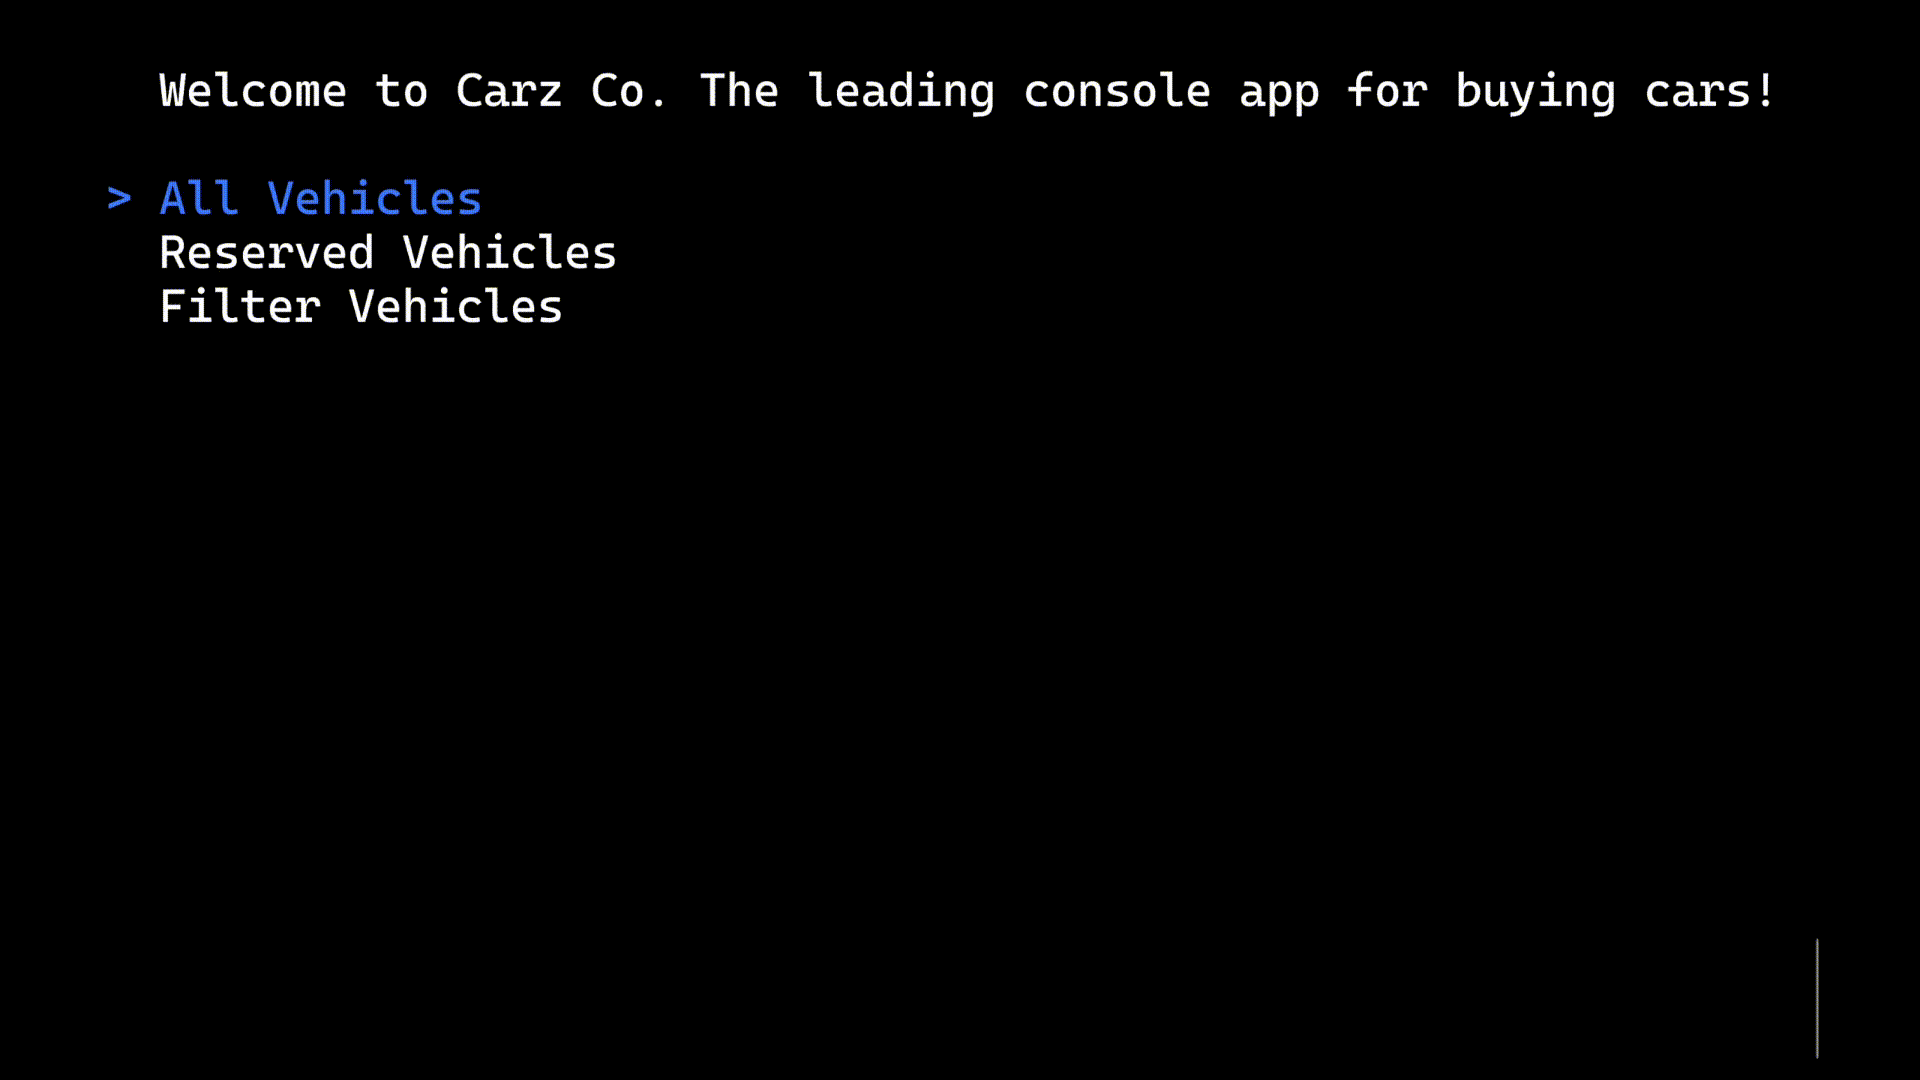 Welcome to Carz Co. The leading console app for buying cars!
> All Vehicles
Reserved Vehicles
Filter Vehicles